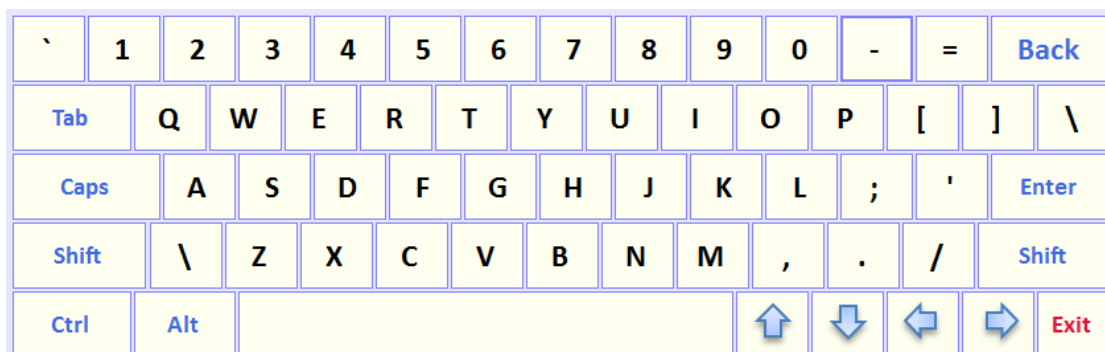 ` 1 2 3 4 5 6 7 8 9 0 - = Back
Tab Q W E R T Y U I O P [ ] \
Caps A S D F G H J K L ; ' Enter
Shift \ Z X C V B N M , . / Shift
Ctrl Alt Exit